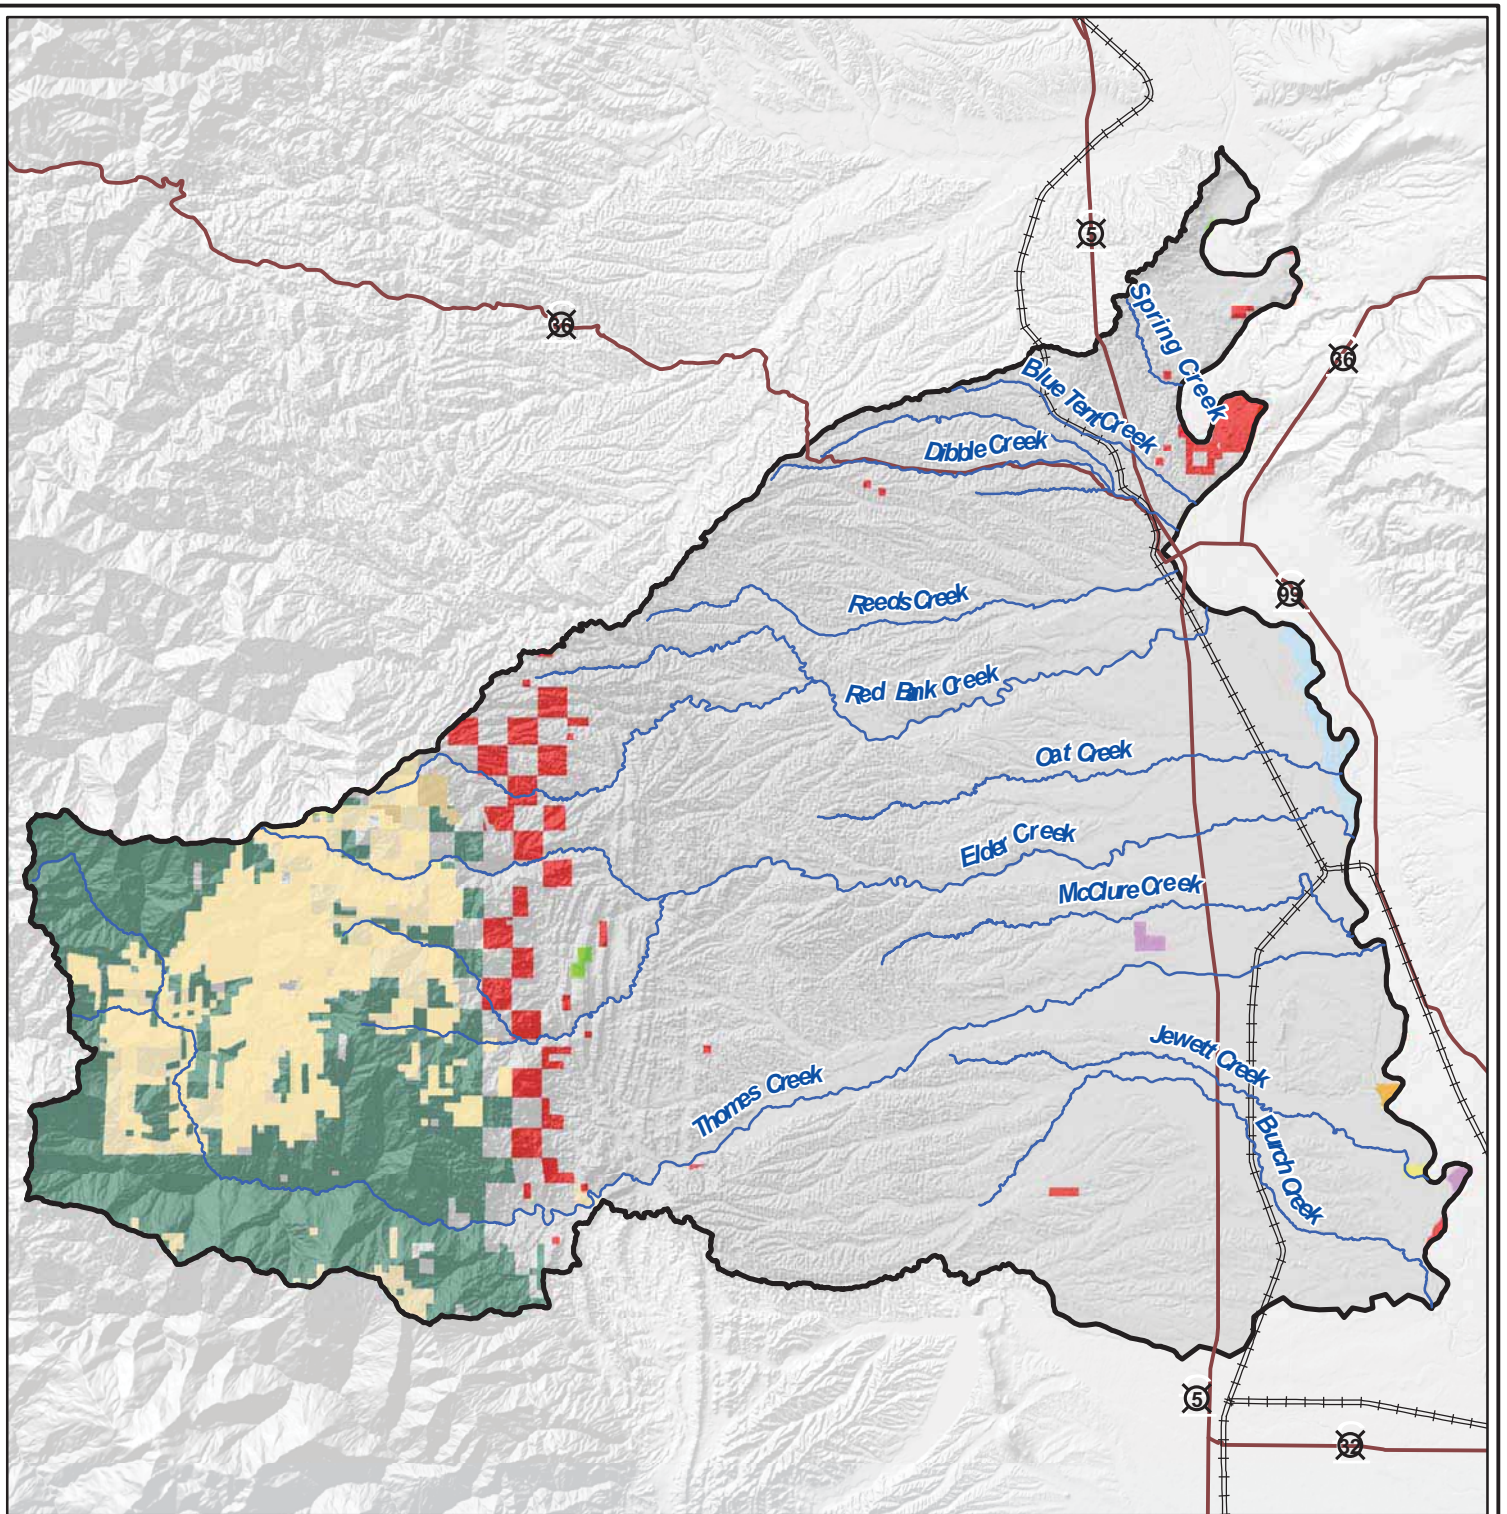 5
Spring Creek
36
36
Blue Tent Creek
Dibble Creek
99
Reeds Creek
Red Bank Creek
Oat Creek
Elder Creek
McClure Creek
Jewett Creek
Thomes Creek
Burch Creek
5
32